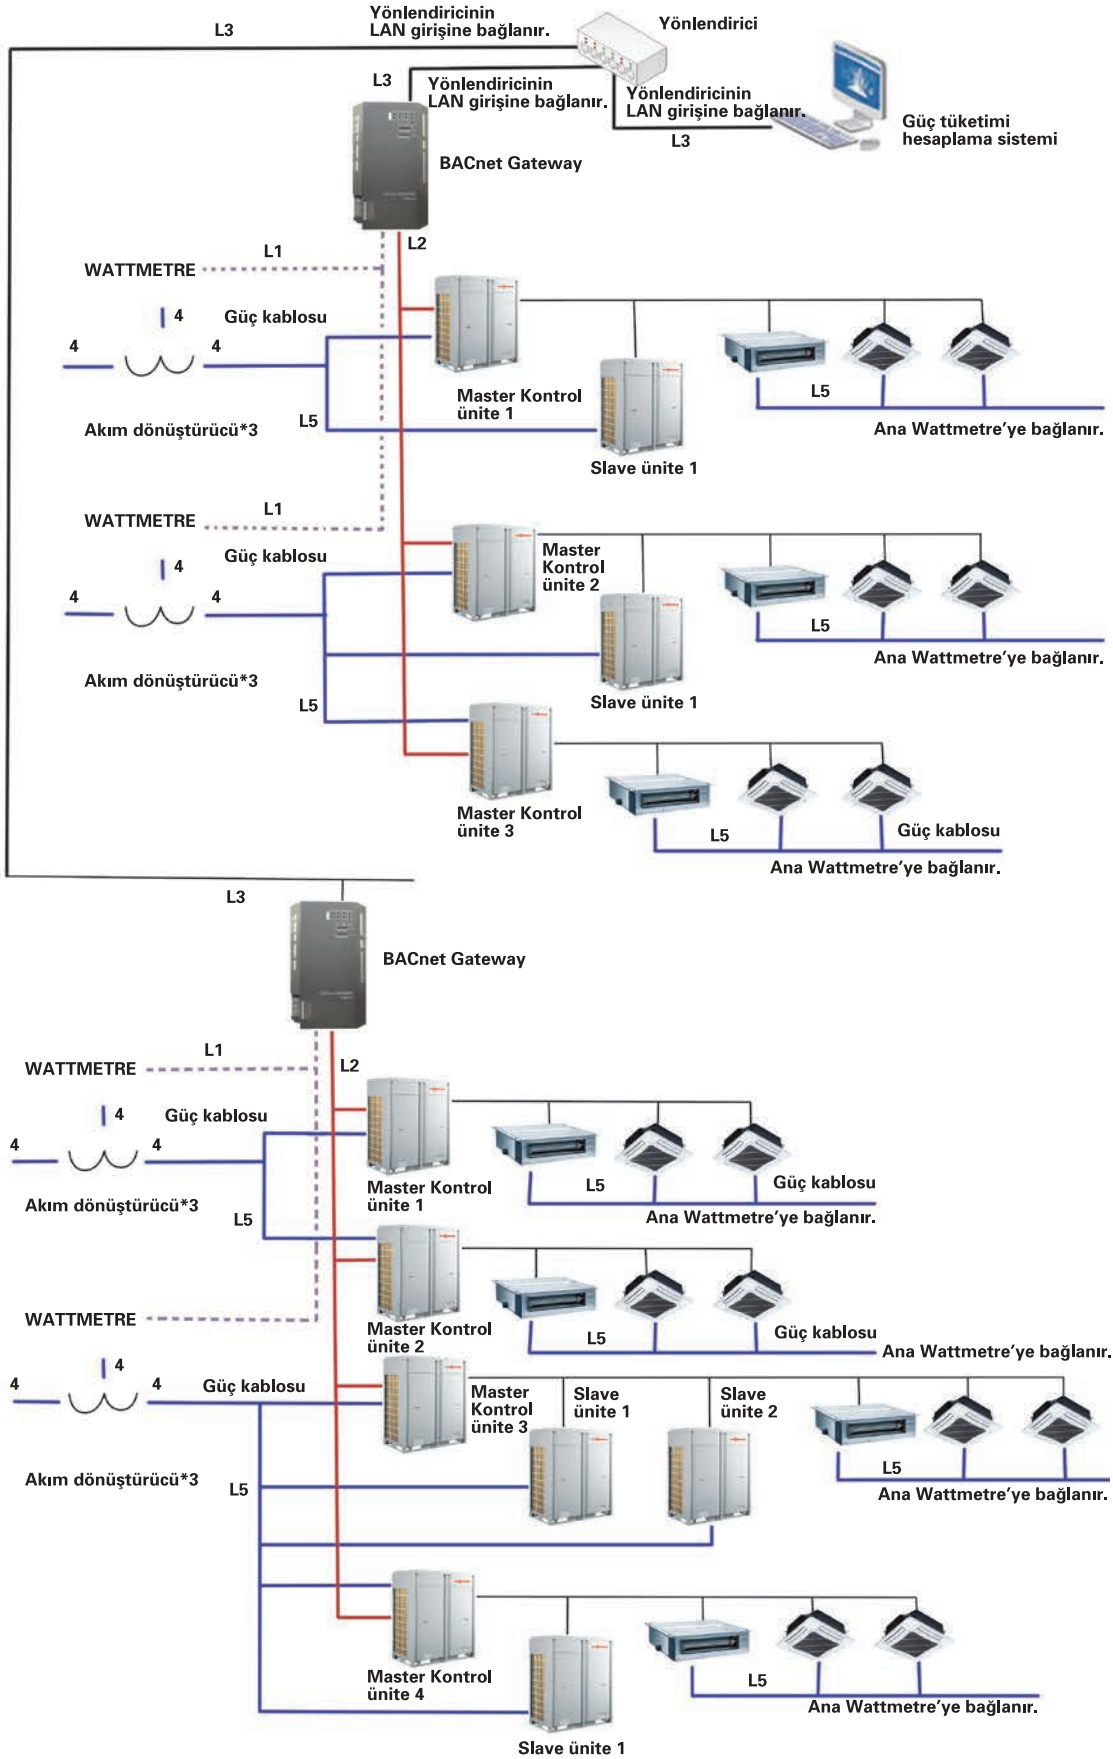 Yönlendiricinin
LAN girişine bağlanır.
Yönlendirici
L3
L3
Yönlendiricinin
LAN girişine bağlanır.
Yönlendiricinin
LAN girişine bağlanır.
L3
Güç tüketimi
hesaplama sistemi
BACnet Gateway
L2
L1
WATTMETRE
4
Güç kablosu
4
4
L5
Master Kontrol
ünite 1
L5
Akım dönüştürücü*3
Ana Wattmetre'ye bağlanır.
Slave ünite 1
L1
WATTMETRE
4
Güç kablosu
Master
Kontrol
ünite 2
4
4
L5
Ana Wattmetre'ye bağlanır.
Akım dönüştürücü*3
L5
Slave ünite 1
Master Kontrol
ünite 3
L5
Güç kablosu
Ana Wattmetre'ye bağlanır.
L3
BACnet Gateway
L1
WATTMETRE
L2
4
Güç kablosu
4
4
L5
Güç kablosu
Master Kontrol
ünite 1
Akım dönüştürücü*3
L5
Ana Wattmetre'ye bağlanır.
WATTMETRE
Master Kontrol
ünite 2
L5
Güç kablosu
Ana Wattmetre'ye bağlanır.
4
4
4
Güç kablosu
Master
Kontrol
ünite 3
Slave
ünite 1
Slave
ünite 2
Akım dönüştürücü*3
L5
L5
Ana Wattmetre'ye bağlanır.
Master Kontrol
ünite 4
L5
Ana Wattmetre'ye bağlanır.
Slave ünite 1